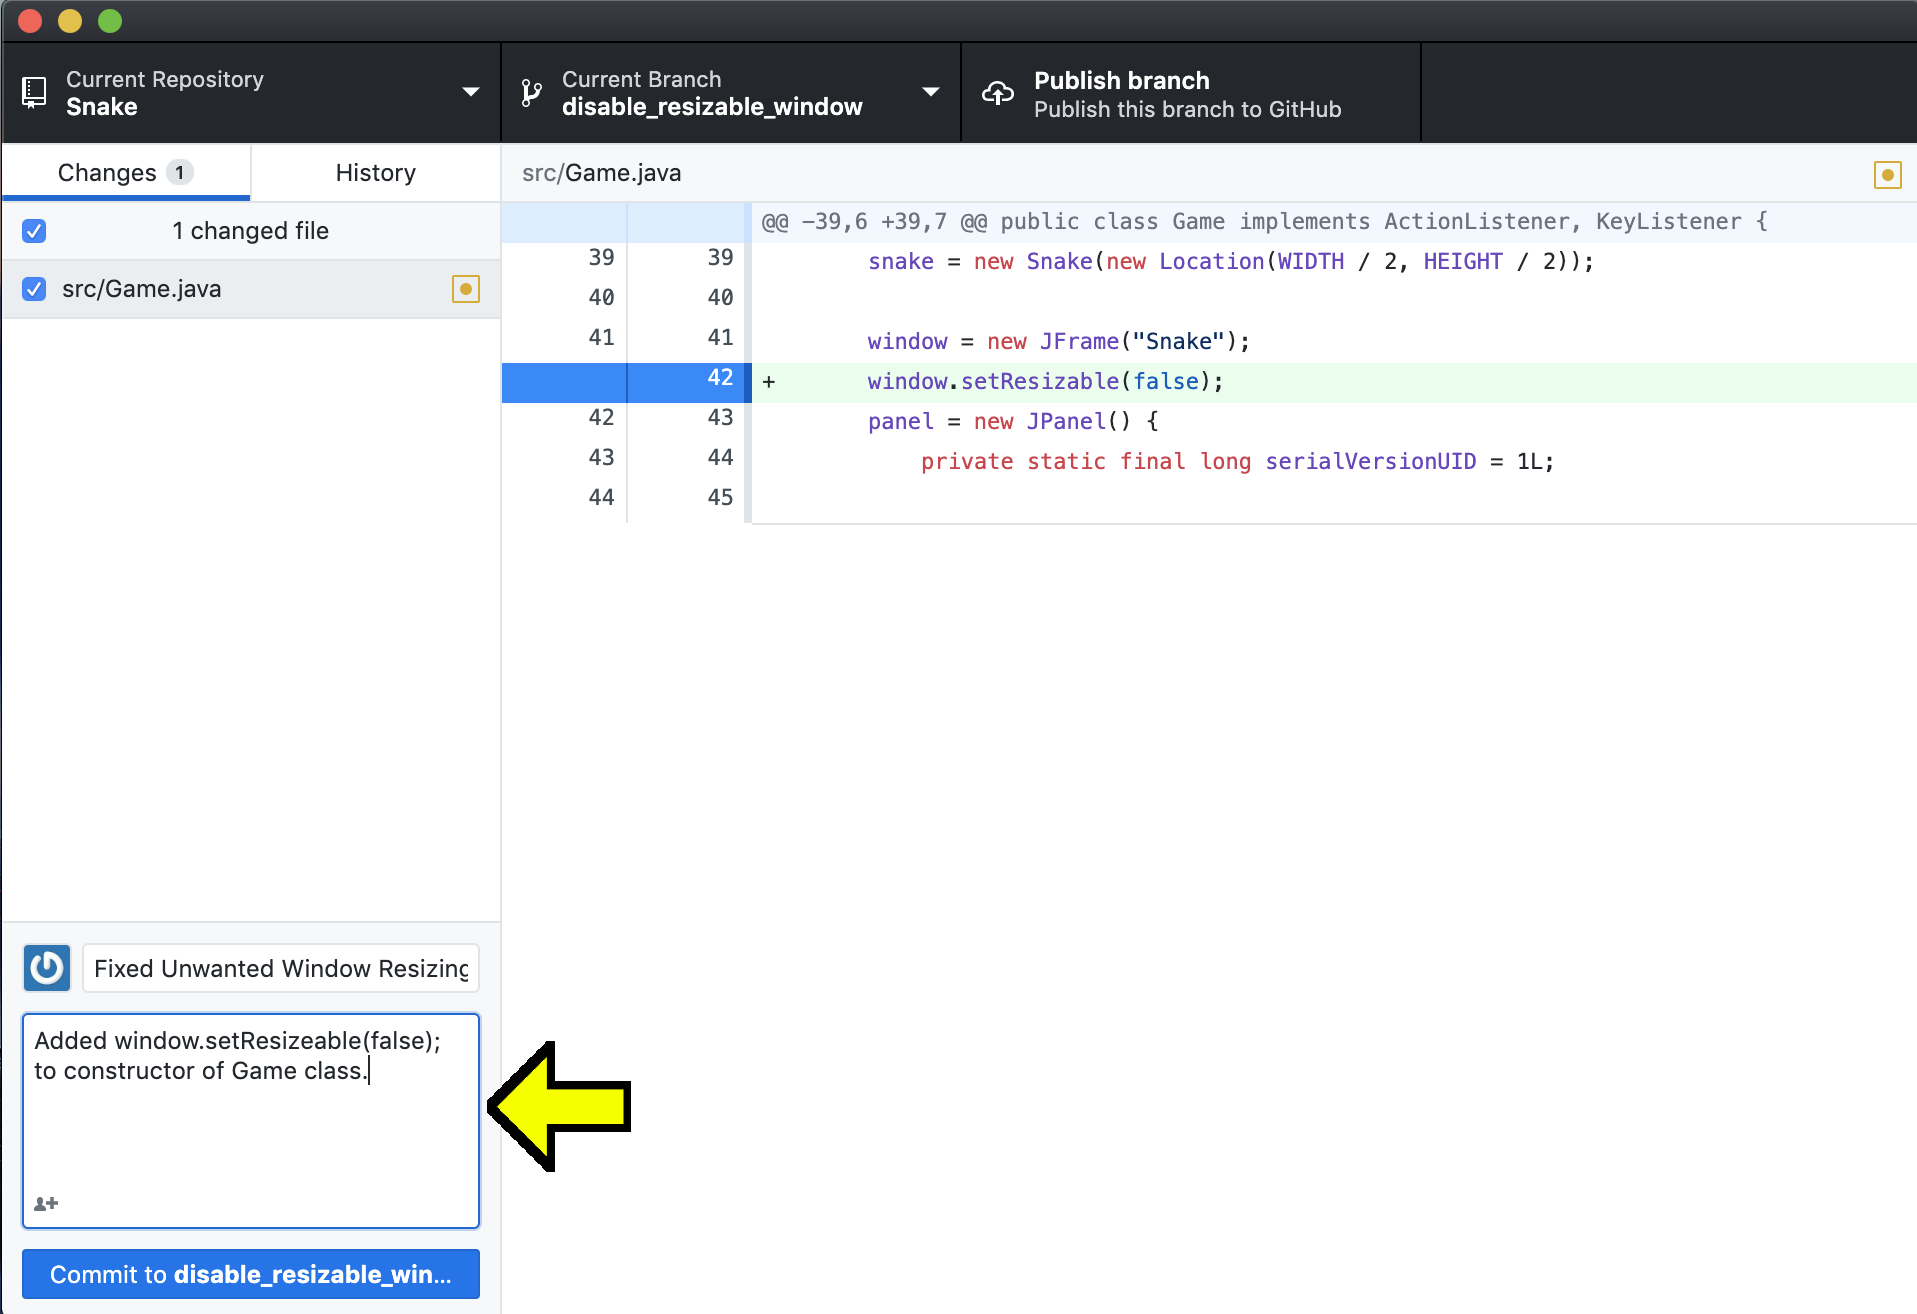 Current Repository
Snake
Current Branch
disable_resizable_window
Publish branch
Publish this branch to GitHub
Changes 1
History
src/Game.java
1 changed file
src/Game.java
@@ -39,6 +39,7 @@ public class Game implements ActionListener, KeyListener {
39 39 snake = new Snake(new Location(WIDTH / 2, HEIGHT / 2));
40 40
41 41 window = new JFrame("Snake");
42 + window.setResizable(false);
42 43 panel = new JPanel() {
43 44 private static final long serialVersionUID = 1L;
44 45
Fixed Unwanted Window Resizing
Added window.setResizeable(false);
to constructor of Game class.
Commit to disable_resizable_win...